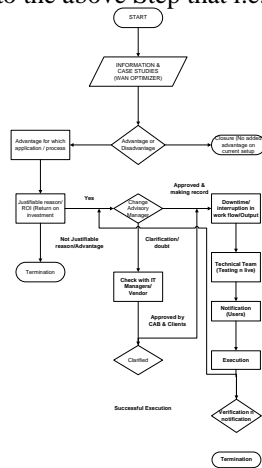 to the above Step that i.e.
START
INFORMATION &
CASE STUDIES
(WAN OPTIMIZER)
Advantage for which
application / process
Advantage or
Disadvantage
Closure (No added
advantage on
current setup
Justifiable reason/
ROI (Return on
investment
Yes
Change
Advisory
Manager
Approved &
making record
Downtime/
interruption in
work flow/Output
Not Justifiable
reason/Advantage
Clarification/
doubt
Technical Team
(Testing n live)
Termination
Check with IT
Managers/
Vendor
Notification
(Users)
Approved by
CAB & Clients
Clarified
Execution
Successful Execution
Verification n
notification
Termination